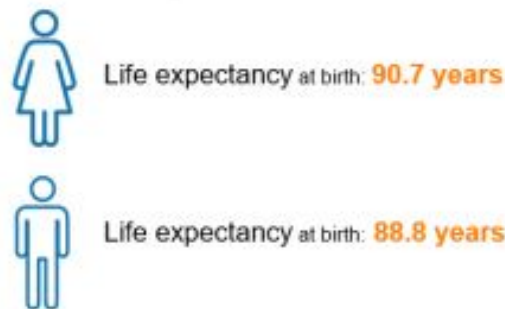 Life expectancy at birth: 90.7 years
Life expectancy at birth: 88.8 years